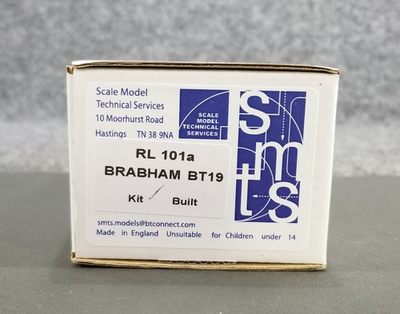 Scale Model
Technical Services
10 Moorhurst Road
Hastings TN 38 9NA
SCALE
MODEL
TECHNICAL
SERVICES
smts
RL 101a
BRABHAM BT19
Kit / Built
smts.models@btconnect.com
Made in England Unsuitable for Children under 14